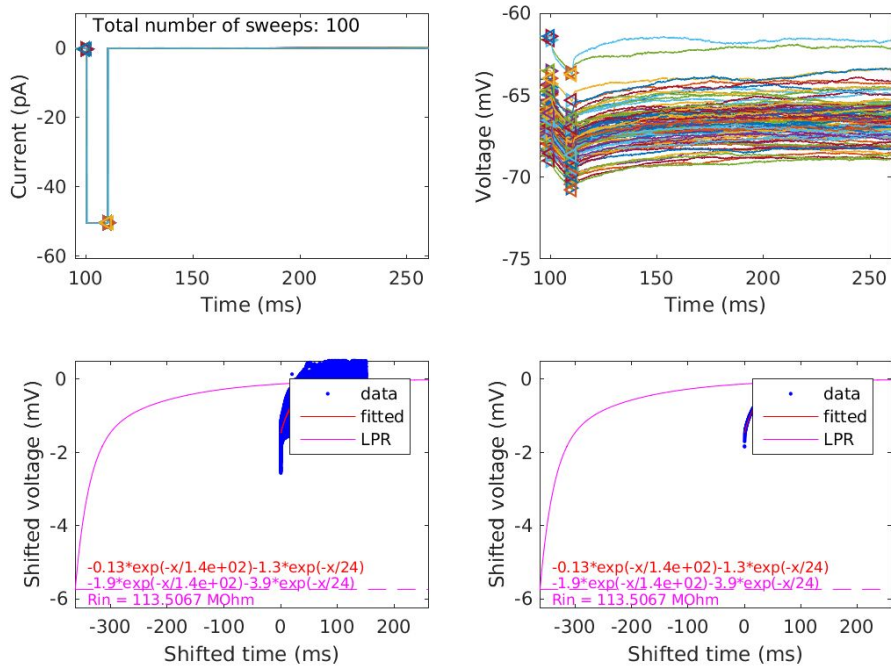 Total number of sweeps: 100
0
-20
-40
-60
Current (pA)
100
150
200
250
Time (ms)
-60
-65
-70
-75
Voltage (mV)
100
150
200
250
Time (ms)
0
-2
-4
-6
Shifted voltage (mV)
data
fitted
LPR
-0.13*exp(-x/1.4e+02)-1.3*exp(-x/24)
-1.9*exp(-x/1.4e+02)-3.9*exp(-x/24)
Rin = 113.5067 MOhm
-300
-200
-100
0
100
200
Shifted time (ms)
0
-2
-4
-6
Shifted voltage (mV)
data
fitted
LPR
-0.13*exp(-x/1.4e+02)-1.3*exp(-x/24)
-1.9*exp(-x/1.4e+02)-3.9*exp(-x/24)
Rin = 113.5067 MOhm
-300
-200
-100
0
100
200
Shifted time (ms)